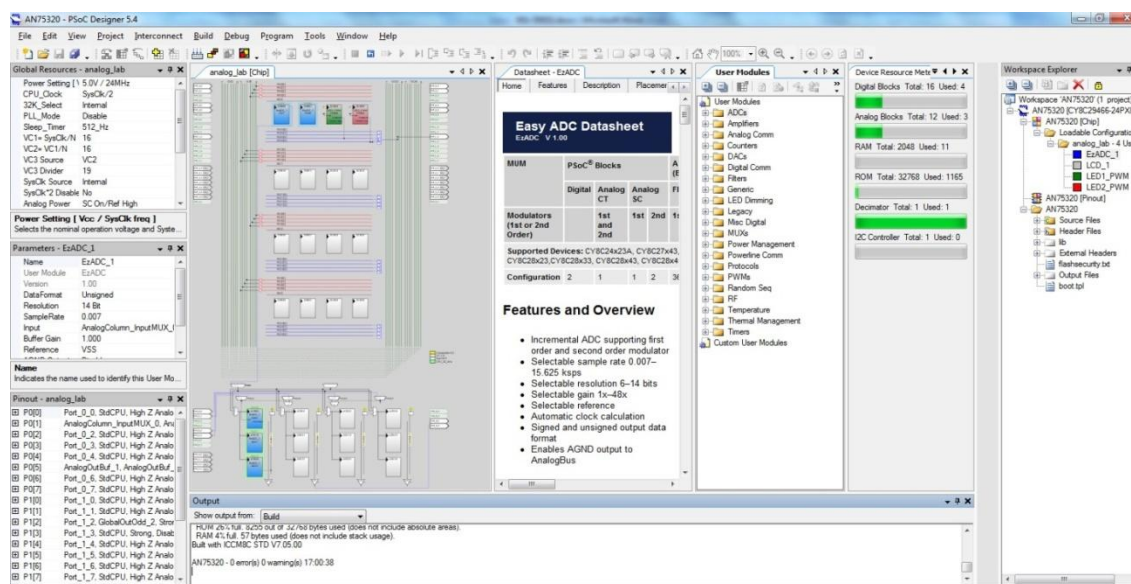 AN75320 - PSoC Designer 5.4
File Edit View Project Interconnect Build Debug Program Tools Window Help
100%
Global Resources - analog_lab
Power Setting [ 5.0V / 24MHz
CPU_Clock SysClk/2
32K_Select Internal
PLL_Mode Disable
Sleep_Timer 512_Hz
VC1= SysClk/N 16
VC2= VC1/N 16
VC3 Source VC2
VC3 Divider 19
SysClk Source Internal
SysClk*2 Disable No
Analog Power SC On/Ref High
Power Setting [ Vcc / SysClk freq ]
Selects the nominal operation voltage and Syste...
Parameters - EzADC_1
Name EzADC_1
User Module EzADC
Version 1.00
DataFormat Unsigned
Resolution 14 Bit
SampleRate 0.007
Input AnalogColumn_InputMUX_
Buffer Gain 1.000
Reference VSS
Name
Indicates the name used to identify this User Mo...
Pinout - analog_lab
P0[0] Port_0_0, StdCPU, High Z Analo
P0[1] AnalogColumn_InputMUX_0, Ana
P0[2] Port_0_2, StdCPU, High Z Analo
P0[3] Port_0_3, StdCPU, High Z Analo
P0[4] Port_0_4, StdCPU, High Z Analo
P0[5] AnalogOutBuf_1, AnalogOutBuf_
P0[6] Port_0_6, StdCPU, High Z Analo
P0[7] Port_0_7, StdCPU, High Z Analo
P1[0] Port_1_0, StdCPU, High Z Analo
P1[1] Port_1_1, StdCPU, High Z Analo
P1[2] Port_1_2, GlobalOutOdd_2, Stron
P1[3] Port_1_3, StdCPU, Strong, Disab
P1[4] Port_1_4, StdCPU, High Z Analo
P1[5] Port_1_5, StdCPU, High Z Analo
P1[6] Port_1_6, StdCPU, High Z Analo
P1[7] Port_1_7, StdCPU, High Z Analo
analog_lab [Chip]
Datasheet - EzADC
Home Features Description Placemer
Easy ADC Datasheet
EzADC V 1.00
MUM PSoC® Blocks
Digital Analog CT Analog SC
Modulators (1st or 2nd Order) 1st and 2nd 1st 2nd
Supported Devices: CY8C24x23A, CY8C27x43,
CY8C28x23,CY8C28x33, CY8C28x43, CY8C28x4
Configuration 2 1 1 2
Features and Overview
• Incremental ADC supporting first
order and second order modulator
• Selectable sample rate 0.007–
15.625 ksps
• Selectable resolution 6–14 bits
• Selectable gain 1x–48x
• Selectable reference
• Automatic clock calculation
• Signed and unsigned output data
format
• Enables AGND output to
AnalogBus
User Modules
User Modules
ADCs
Amplifiers
Analog Comm
Counters
DACs
Digital Comm
Filters
Generic
LED Dimming
Legacy
Misc Digital
MUXs
Power Management
Powerline Comm
Protocols
PWMs
Random Seq
RF
Temperature
Thermal Management
Timers
Custom User Modules
Device Resource Mete
Digital Blocks Total: 16 Used: 4
Analog Blocks Total: 12 Used: 3
RAM Total: 2048 Used: 11
ROM Total: 32768 Used: 1165
Decimator Total: 1 Used: 1
I2C Controller Total: 1 Used: 0
Workspace Explorer
Workspace 'AN75320' (1 project)
AN75320 [CY8C29466-24PXI
AN75320 [Chip]
Loadable Configuratio
analog_lab - 4 Us
EzADC_1
LCD_1
LED1_PWM
LED2_PWM
AN75320 [Pinout]
AN75320
Source Files
Header Files
lib
External Headers
flashsecurity.txt
Output Files
boot.tpl
Output
Show output from: Build
ROM 26% full. 8255 out of 32768 bytes used (does not include absolute areas).
RAM 4% full. 57 bytes used (does not include stack usage).
Built with ICCM8C STD V7.05.00
AN75320 - 0 error(s) 0 warning(s) 17:00:38